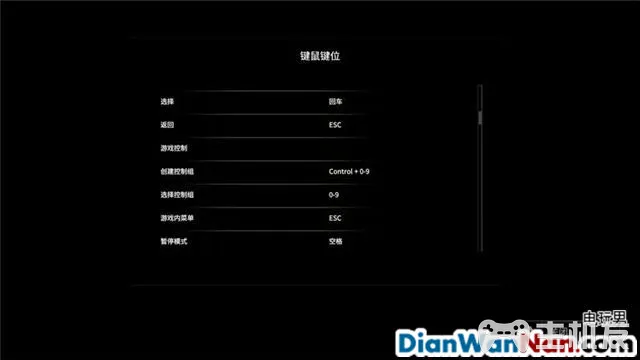 键鼠键位
选择 回车
返回 ESC
游戏控制
创建控制组 Control + 0-9
选择控制组 0-9
游戏内菜单 ESC
暂停模式 空格
电玩男
DianWanNan.com